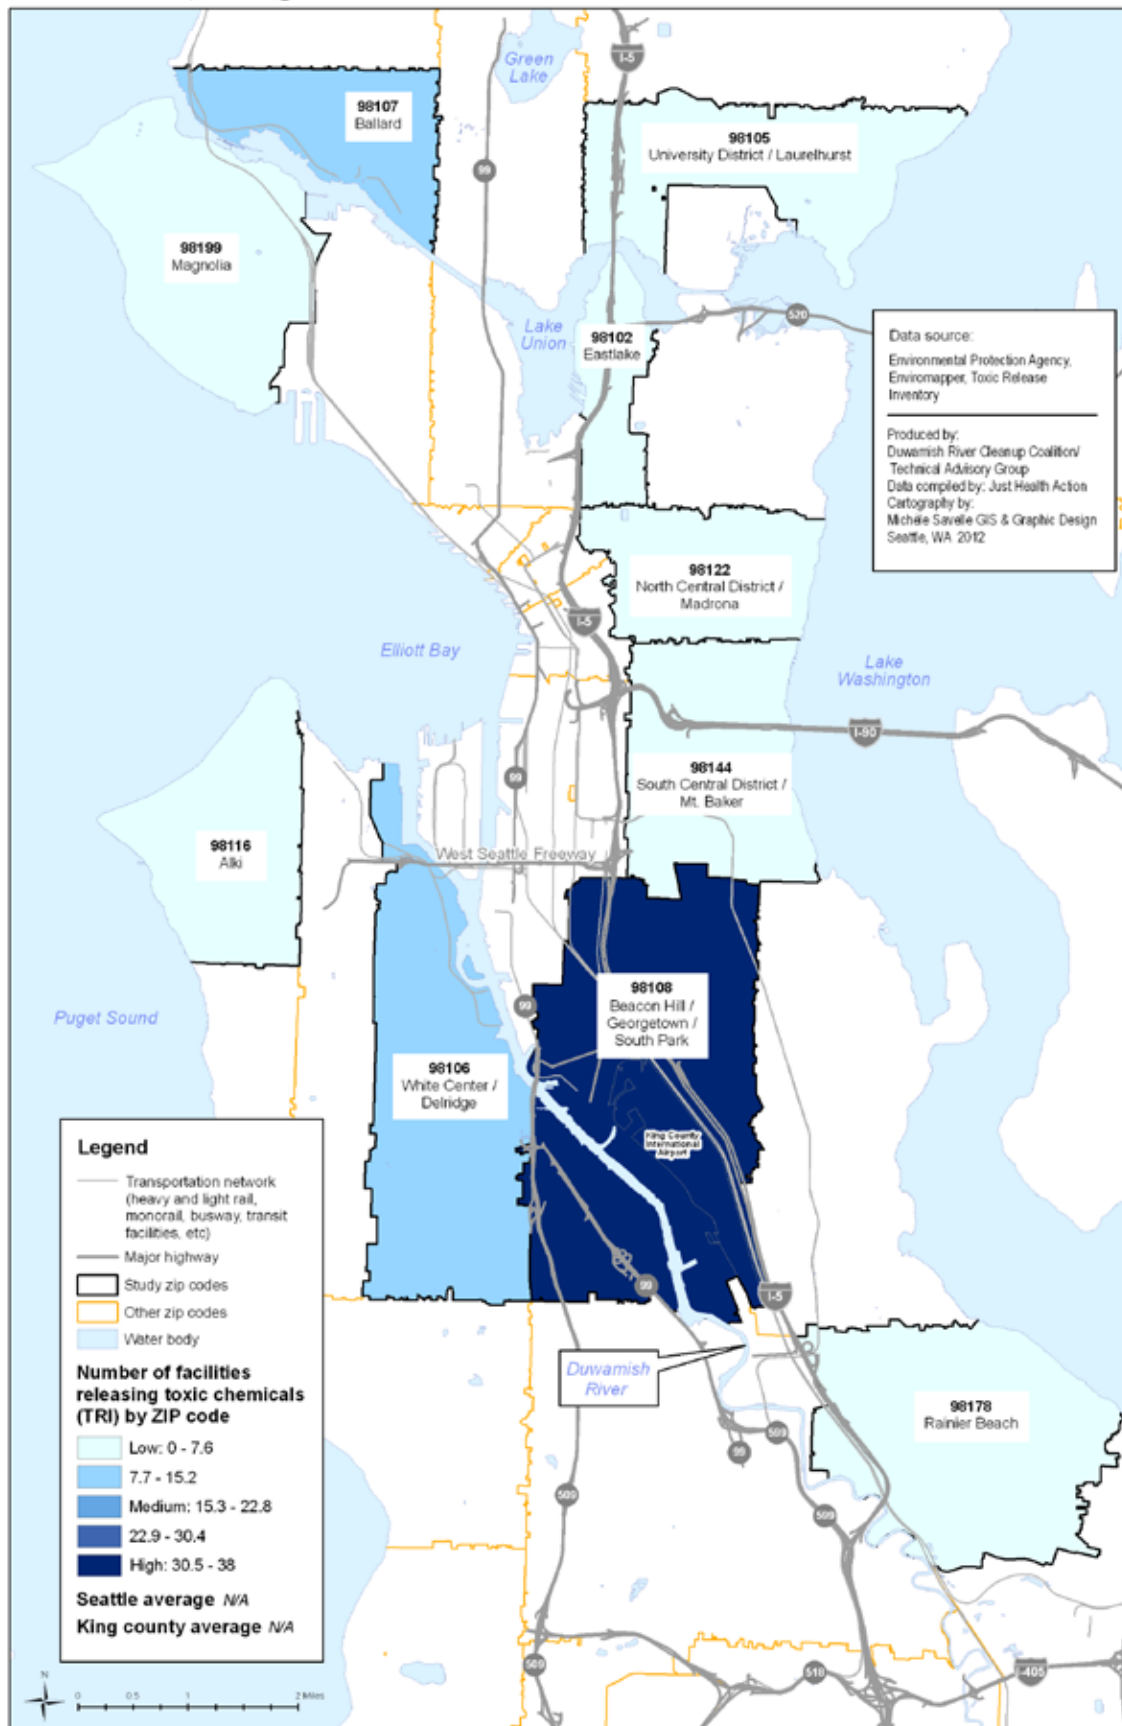 Green
Lake
I-5
98107
Ballard
98105
University District / Laurelhurst
99
98199
Magnolia
Lake
Union
98102
Eastlake
520
Data source:
Environmental Protection Agency,
Enviromapper, Toxic Release
Inventory
Produced by:
Duwamish River Cleanup Coalition/
Technical Advisory Group
Data compiled by: Just Health Action
Cartography by:
Michele Savelle GIS & Graphic Design
Seattle, WA 2012
98122
North Central District /
Madrona
I-5
Elliott Bay
Lake
Washington
I-90
98144
South Central District /
Mt. Baker
99
98116
Alki
West Seattle Freeway
98108
Beacon Hill /
Georgetown /
South Park
99
Puget Sound
98106
White Center /
Delridge
King County
International
Airport
99
I-5
Duwamish
River
98178
Rainier Beach
599
99
509
599
509
518
I-405
Legend
Transportation network
(heavy and light rail,
monorail, busway, transit
facilities, etc)
Major highway
Study zip codes
Other zip codes
Water body
Number of facilities
releasing toxic chemicals
(TRI) by ZIP code
Low: 0 - 7.6
7.7 - 15.2
Medium: 15.3 - 22.8
22.9 - 30.4
High: 30.5 - 38
Seattle average N/A
King county average N/A
N
0 0.5 1 2 Miles